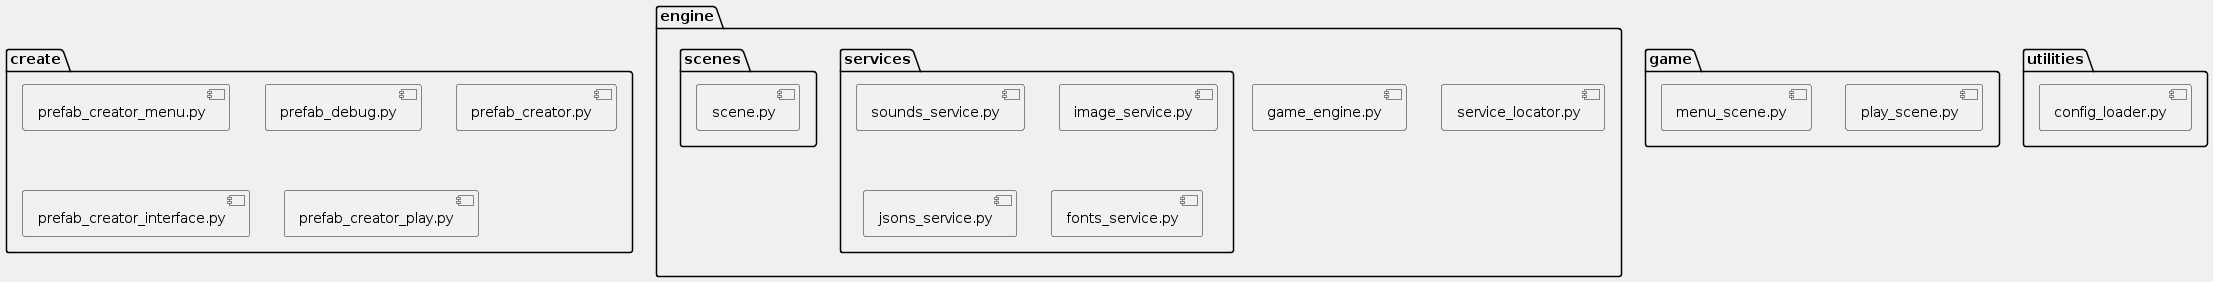 create
prefab_creator_menu.py
prefab_debug.py
prefab_creator.py
prefab_creator_interface.py
prefab_creator_play.py
engine
scenes
scene.py
services
sounds_service.py
image_service.py
jsons_service.py
fonts_service.py
game_engine.py
service_locator.py
game
menu_scene.py
play_scene.py
utilities
config_loader.py